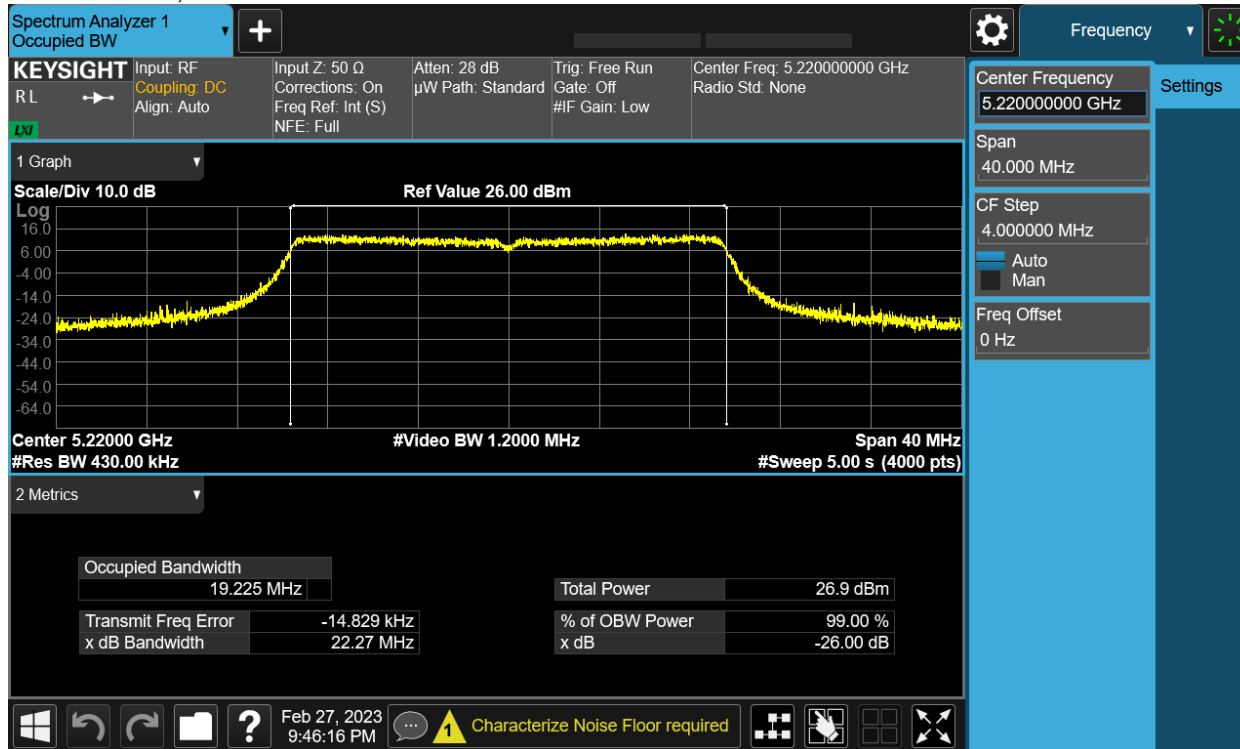 Spectrum Analyzer 1
Occupied BW
Frequency
KEYSIGHT
R L
LXI
Input: RF
Coupling: DC
Align: Auto
Input Z: 50 Ω
Corrections: On
Freq Ref: Int (S)
NFE: Full
Atten: 28 dB
µW Path: Standard
Trig: Free Run
Gate: Off
#IF Gain: Low
Center Freq: 5.220000000 GHz
Radio Std: None
Center Frequency
5.220000000 GHz
Settings
Span
40.000 MHz
CF Step
4.000000 MHz
Auto
Man
Freq Offset
0 Hz
1 Graph
Scale/Div 10.0 dB
Ref Value 26.00 dBm
Log
16.0
6.00
-4.00
-14.0
-24.0
-34.0
-44.0
-54.0
-64.0
Center 5.22000 GHz
#Video BW 1.2000 MHz
Span 40 MHz
#Res BW 430.00 kHz
#Sweep 5.00 s (4000 pts)
2 Metrics
Occupied Bandwidth
19.225 MHz
Total Power 26.9 dBm
Transmit Freq Error -14.829 kHz
% of OBW Power 99.00 %
x dB Bandwidth 22.27 MHz
x dB -26.00 dB
?
Feb 27, 2023
9:46:16 PM
1
Characterize Noise Floor required